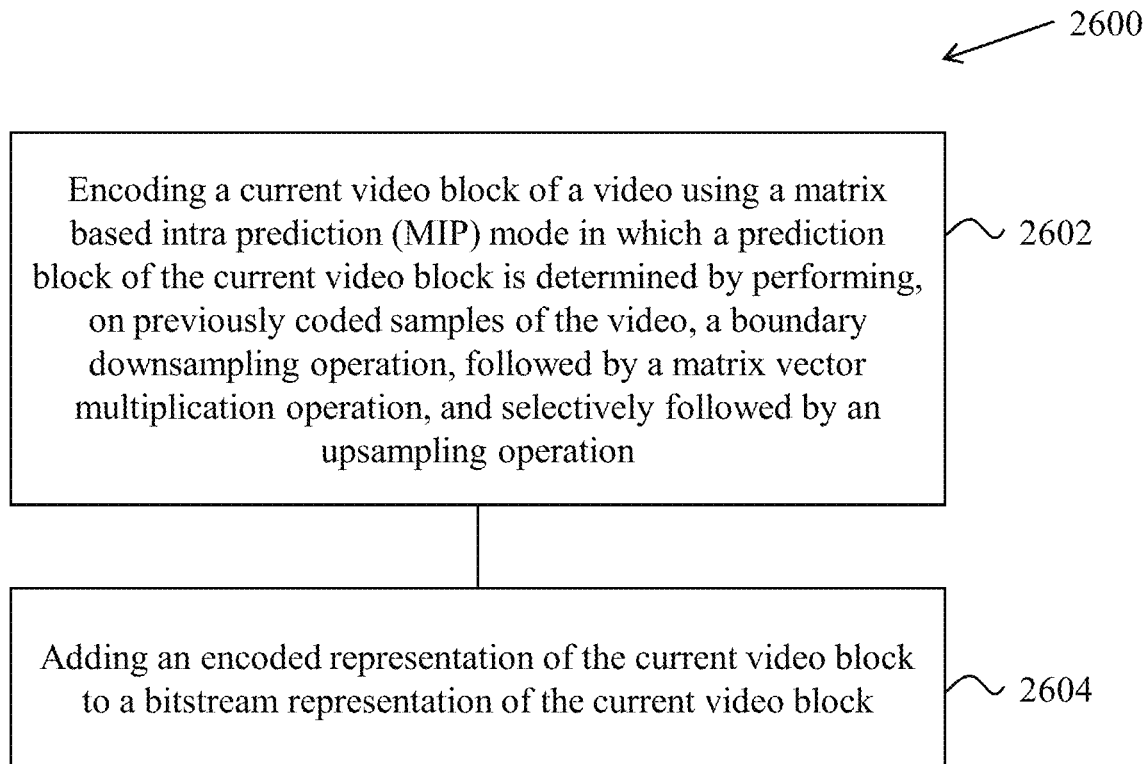 2600
Encoding a current video block of a video using a matrix
based intra prediction (MIP) mode in which a prediction
block of the current video block is determined by performing,
on previously coded samples of the video, a boundary
downsampling operation, followed by a matrix vector
multiplication operation, and selectively followed by an
upsampling operation
2602
Adding an encoded representation of the current video block
to a bitstream representation of the current video block
2604